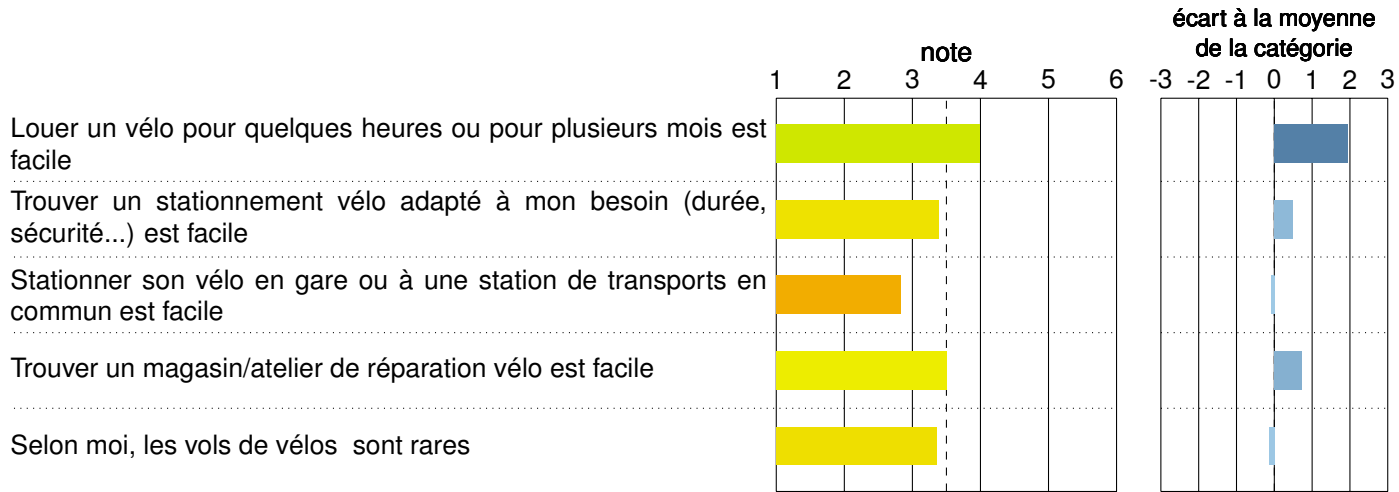 écart à la moyenne
note de la catégorie
1 2 3 4 5 6 -3 -2 -1 0 1 2 3
Louer un vélo pour quelques heures ou pour plusieurs mois est
facile
Trouver un stationnement vélo adapté à mon besoin (durée,
sécurité...) est facile
Stationner son vélo en gare ou à une station de transports en
commun est facile
Trouver un magasin/atelier de réparation vélo est facile
Selon moi, les vols de vélos sont rares